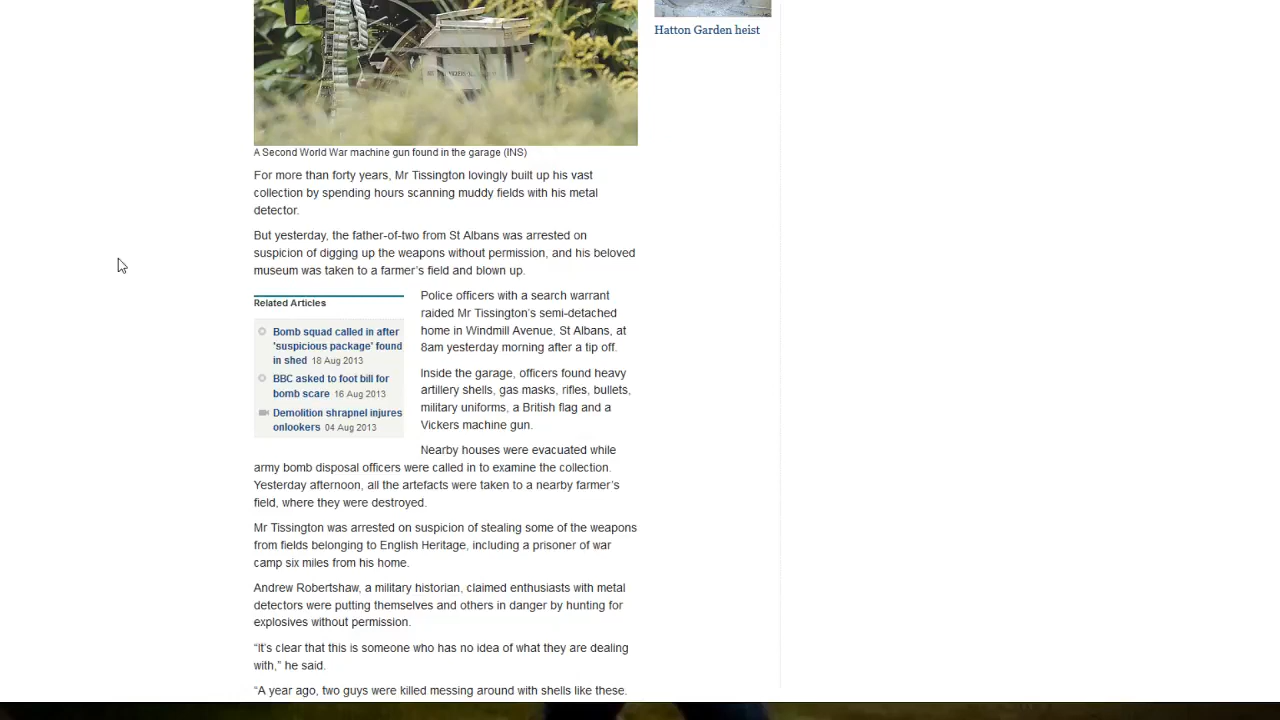 Hatton Garden heist
A Second World War machine gun found in the garage (INS)
For more than forty years, Mr Tissington lovingly built up his vast
collection by spending hours scanning muddy fields with his metal
detector.
But yesterday, the father-of-two from St Albans was arrested on
suspicion of digging up the weapons without permission, and his beloved
museum was taken to a farmer’s field and blown up.
Related Articles
Bomb squad called in after
'suspicious package' found
in shed 18 Aug 2013
BBC asked to foot bill for
bomb scare 16 Aug 2013
Demolition shrapnel injures
onlookers 04 Aug 2013
Police officers with a search warrant
raided Mr Tissington’s semi-detached
home in Windmill Avenue, St Albans, at
8am yesterday morning after a tip off.
Inside the garage, officers found heavy
artillery shells, gas masks, rifles, bullets,
military uniforms, a British flag and a
Vickers machine gun.
Nearby houses were evacuated while
army bomb disposal officers were called in to examine the collection.
Yesterday afternoon, all the artefacts were taken to a nearby farmer’s
field, where they were destroyed.
Mr Tissington was arrested on suspicion of stealing some of the weapons
from fields belonging to English Heritage, including a prisoner of war
camp six miles from his home.
Andrew Robertshaw, a military historian, claimed enthusiasts with metal
detectors were putting themselves and others in danger by hunting for
explosives without permission.
“It’s clear that this is someone who has no idea of what they are dealing
with,” he said.
“A year ago, two guys were killed messing around with shells like these.